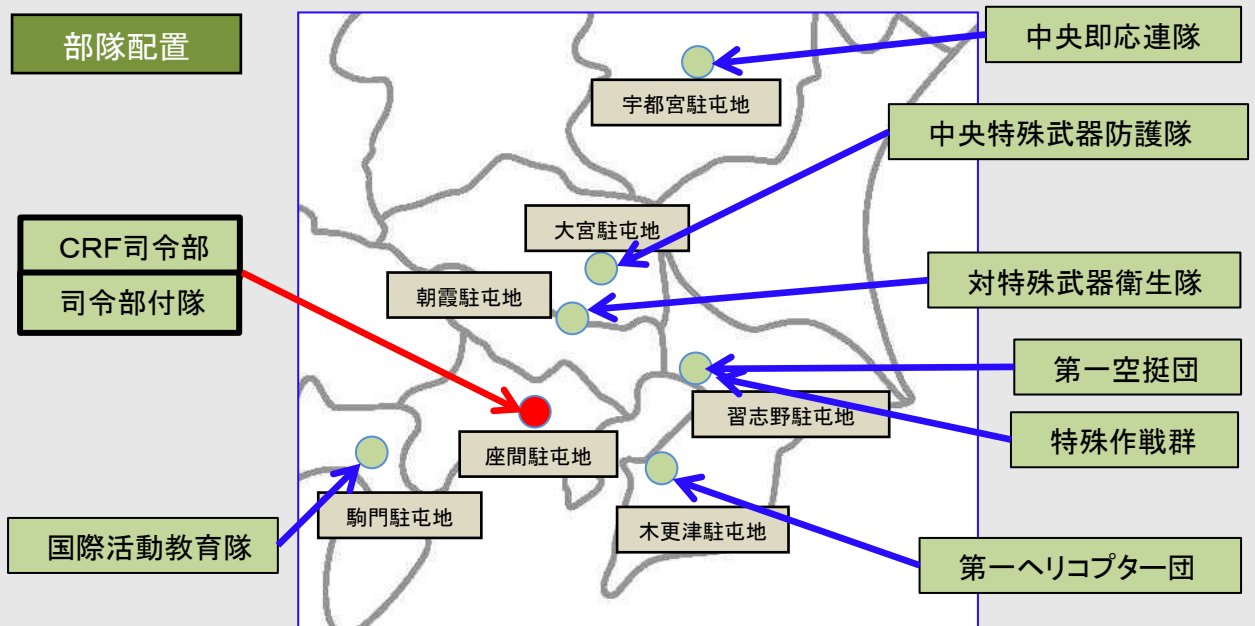 部隊配置
中央即応連隊
宇都宮駐屯地
中央特殊武器防護隊
大宮駐屯地
CRF司令部
司令部付隊
朝霞駐屯地
対特殊武器衛生隊
第一空挺団
習志野駐屯地
特殊作戦群
座間駐屯地
駒門駐屯地
木更津駐屯地
国際活動教育隊
第一ヘリコプター団